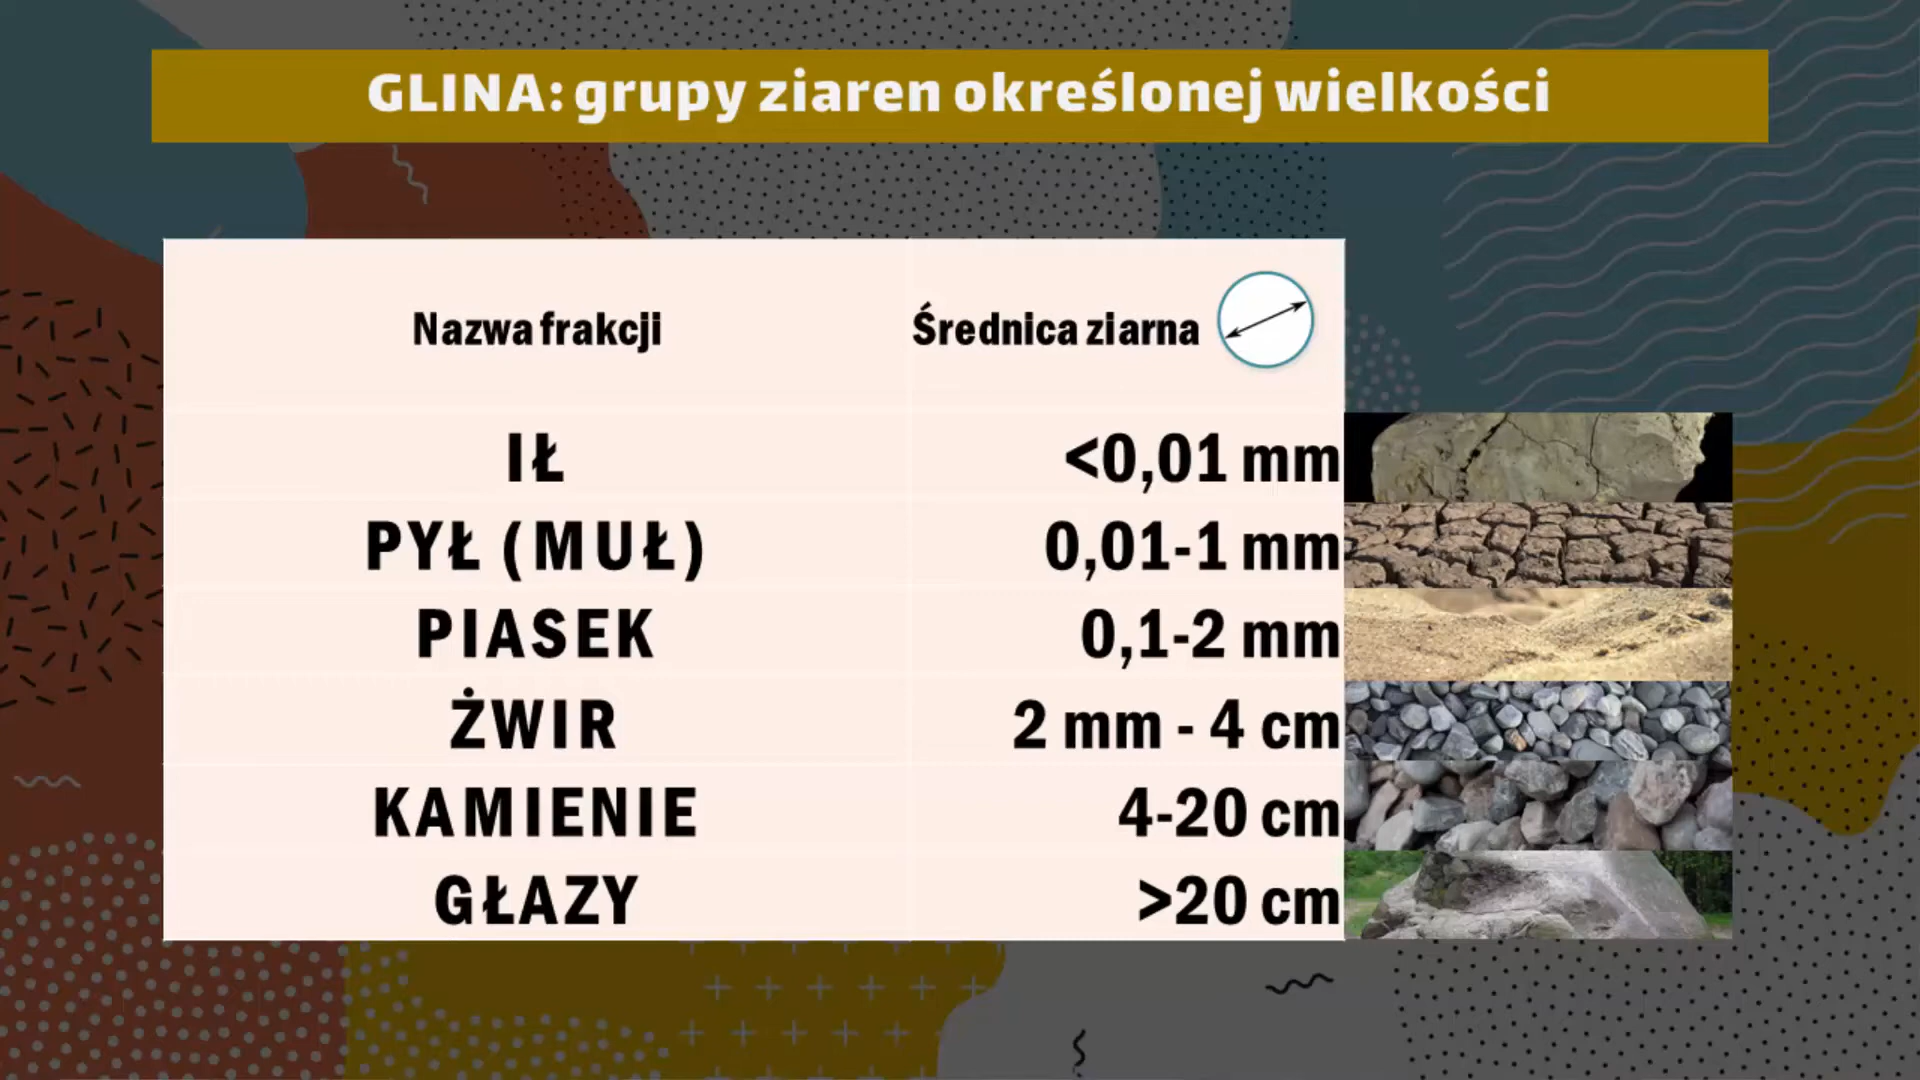 GLINA: grupy ziaren określonej wielkości
Nazwa frakcji Średnica ziarna
IŁ <0,01 mm
PYŁ (MUŁ) 0,01-1 mm
PIASEK 0,1-2 mm
ŻWIR 2 mm - 4 cm
KAMIENIE 4-20 cm
GŁAZY >20 cm